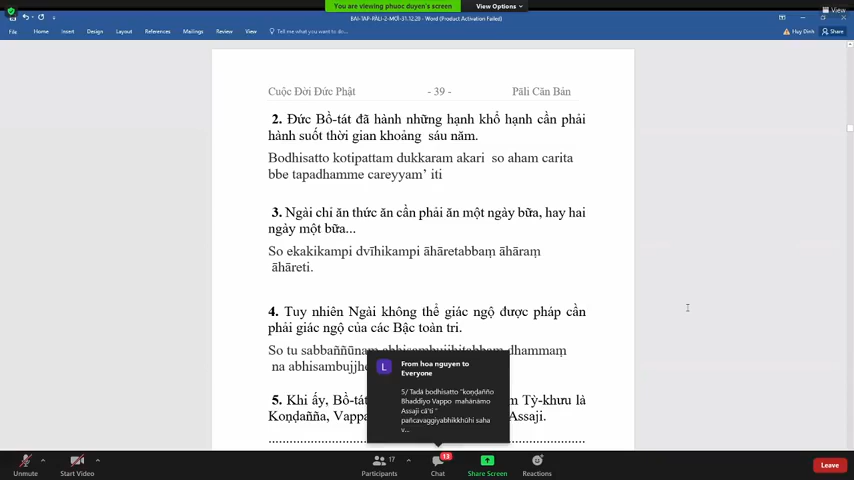 You are viewing phuoc duyen's screen
View Options
View
BAI-TAP-PĀLI-2-MOI-31.12.20 - Word (Product Activation Failed)
File Home Insert Design Layout References Mailings Review View Tell me what you want to do... Huy Dinh Share
Cuộc Đời Đức Phật - 39 - Pāli Căn Bản
2. Đức Bồ-tát đã hành những hạnh khổ hạnh cần phải
hành suốt thời gian khoảng sáu năm.
Bodhisatto kotipattam dukkaram akari so aham carita
bbe tapadhamme careyyam' iti
3. Ngài chỉ ăn thức ăn cần phải ăn một ngày bữa, hay hai
ngày một bữa...
So ekakikampi dvīhikampi āhāretabbaṃ āhāraṃ
āhāreti.
4. Tuy nhiên Ngài không thể giác ngộ được pháp cần
phải giác ngộ của các Bậc toàn tri.
So tu sabbaññūnaṃ abhisambujjhitabbaṃ dhammaṃ
na abhisambujjhe
5. Khi ấy, Bồ-tát
m Tỳ-khưu là
Koṇḍañña, Vappa
Assaji.
L
From hoa nguyen to
Everyone
5/ Tadā bodhisatto "koṇḍañño
Bhaddiyo Vappo mahānāmo
Assaji cā'ti "
pañcavaggiyabhikkhūhi saha
v...
Unmute Start Video Participants 17 Chat 13 Share Screen Reactions Leave